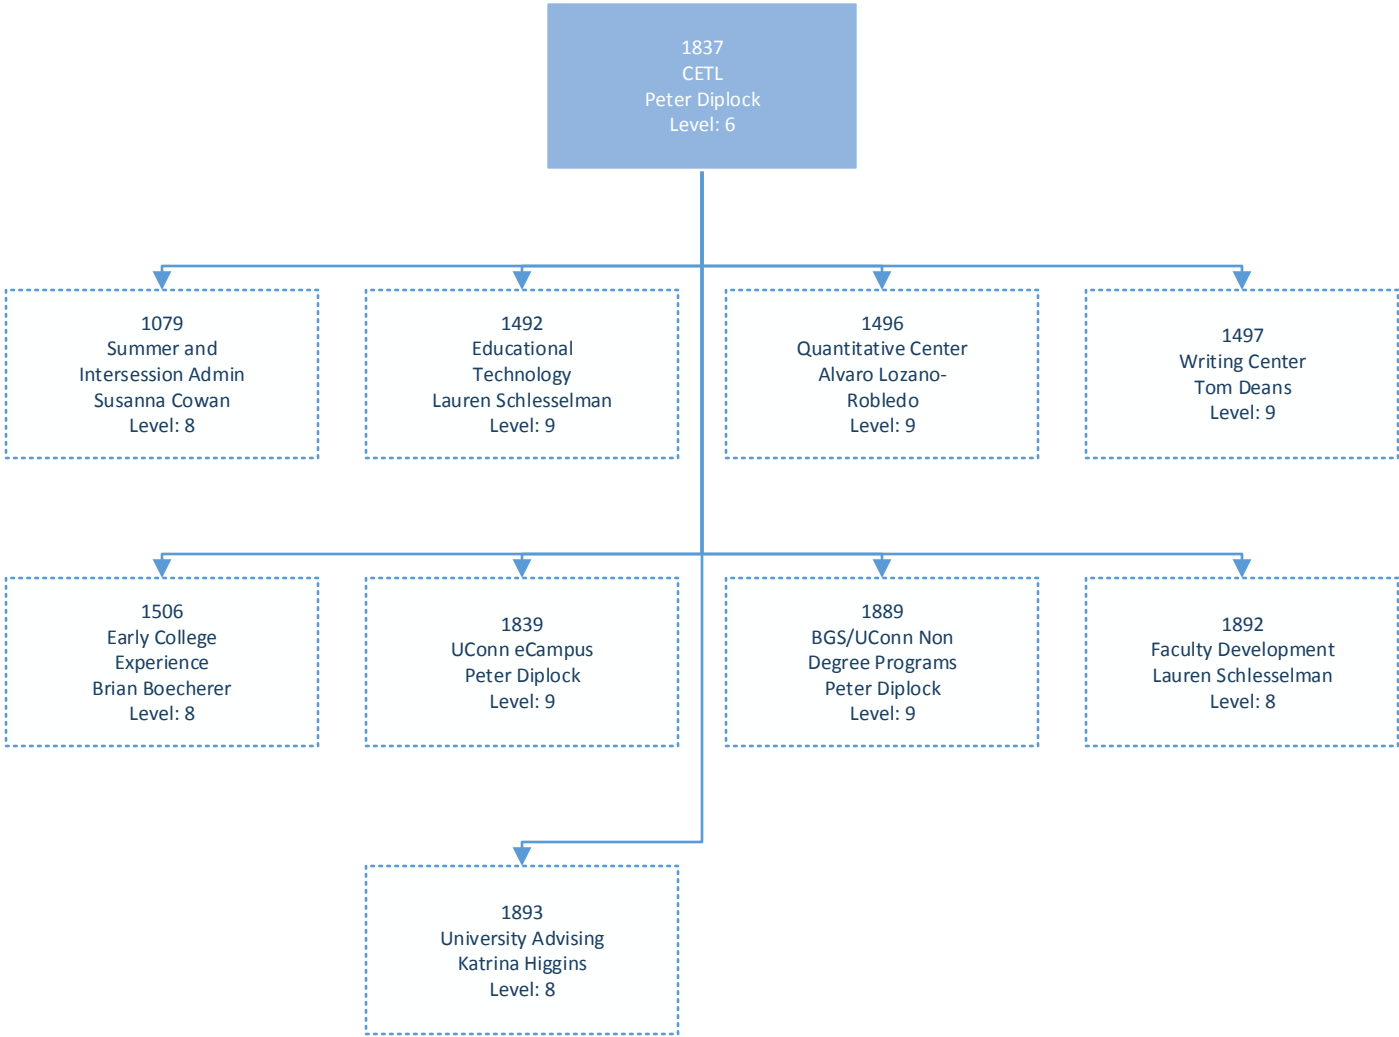 1837
CETL
Peter Diplock
Level: 6
1079
Summer and
Intersession Admin
Susanna Cowan
Level: 8
1492
Educational
Technology
Lauren Schlesselman
Level: 9
1496
Quantitative Center
Alvaro Lozano-
Robledo
Level: 9
1497
Writing Center
Tom Deans
Level: 9
1506
Early College
Experience
Brian Boecherer
Level: 8
1839
UConn eCampus
Peter Diplock
Level: 9
1889
BGS/UConn Non
Degree Programs
Peter Diplock
Level: 9
1892
Faculty Development
Lauren Schlesselman
Level: 8
1893
University Advising
Katrina Higgins
Level: 8